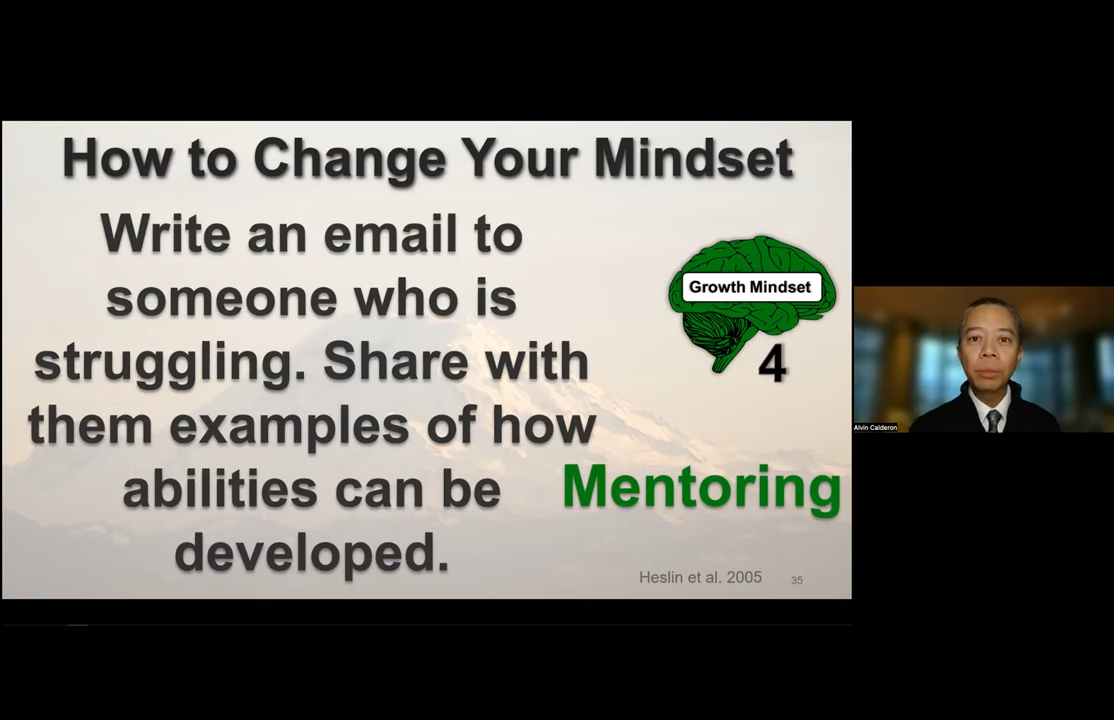 How to Change Your Mindset
Write an email to
someone who is
struggling. Share with
them examples of how
abilities can be
developed.
Growth Mindset
4
Mentoring
Heslin et al. 2005
35
Alvin Calderon